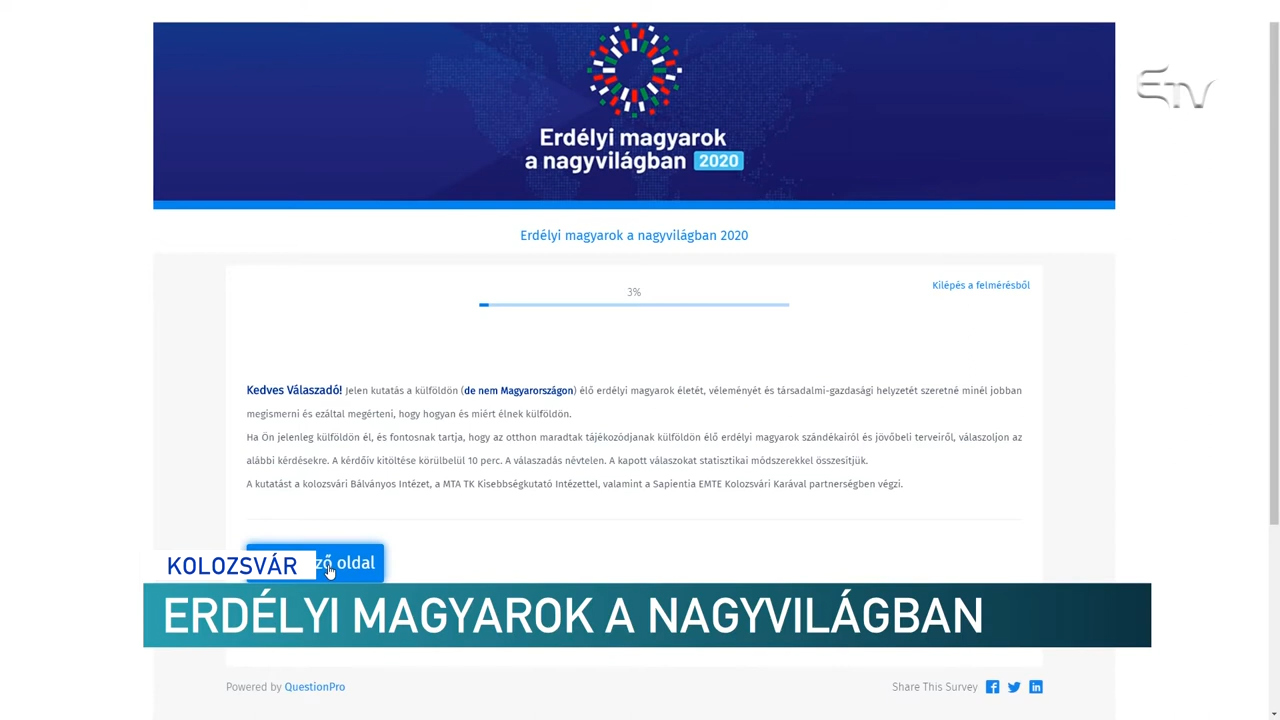 ETV
Erdélyi magyarok
a nagyvilágban 2020
Erdélyi magyarok a nagyvilágban 2020
3%
Kilépés a felmérésből
Kedves Válaszadó! Jelen kutatás a külföldön (de nem Magyarországon) élő erdélyi magyarok életét, véleményét és társadalmi-gazdasági helyzetét szeretné minél jobban
megismerni és ezáltal megérteni, hogy hogyan és miért élnek külföldön.
Ha Ön jelenleg külföldön él, és fontosnak tartja, hogy az otthon maradtak tájékozódjanak külföldön élő erdélyi magyarok szándékairól és jövőbeli terveiről, válaszoljon az
alábbi kérdésekre. A kérdőív kitöltése körülbelül 10 perc. A válaszadás névtelen. A kapott válaszokat statisztikai módszerekkel összesítjük.
A kutatást a kolozsvári Bálványos Intézet, a MTA TK Kisebbségkutató Intézettel, valamint a Sapientia EMTE Kolozsvári Karával partnerségben végzi.
oldal
KOLOZSVÁR
ERDÉLYI MAGYAROK A NAGYVILÁGBAN
Powered by QuestionPro
Share This Survey